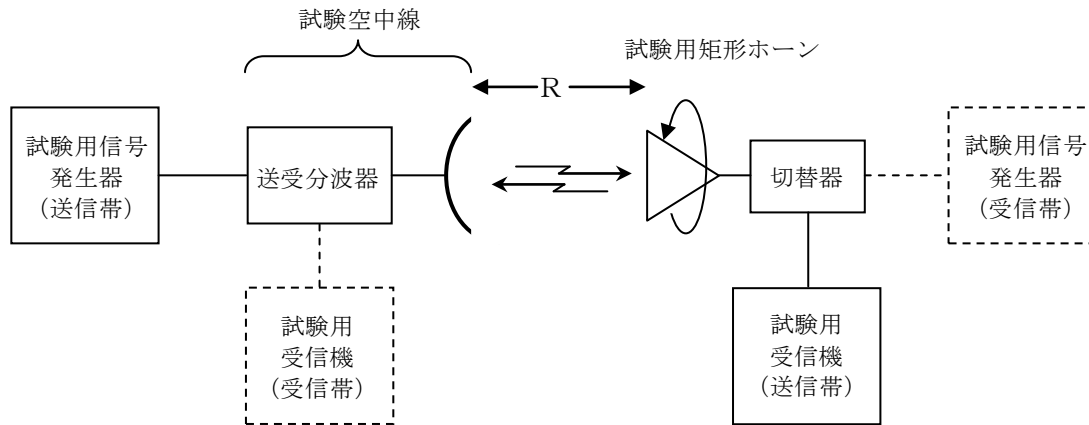 試験空中線
試験用矩形ホーン
R
試験用信号
発生器
(送信帯)
送受分波器
切替器
試験用信号
発生器
(受信帯)
試験用
受信機
(受信帯)
試験用
受信機
(送信帯)